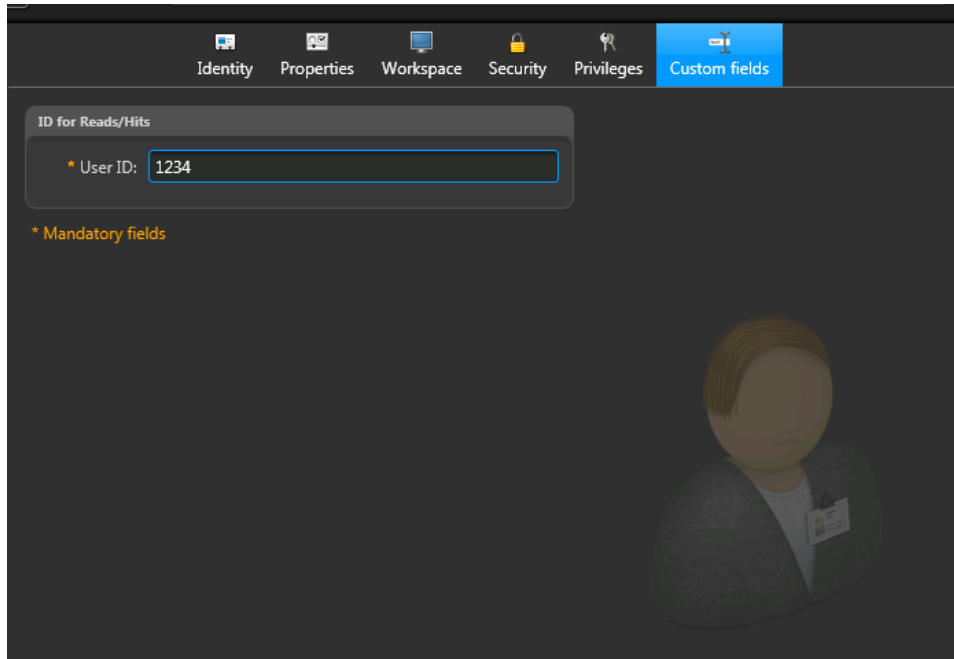 Identity Properties Workspace Security Privileges Custom fields
ID for Reads/Hits
* User ID: 1234
* Mandatory fields